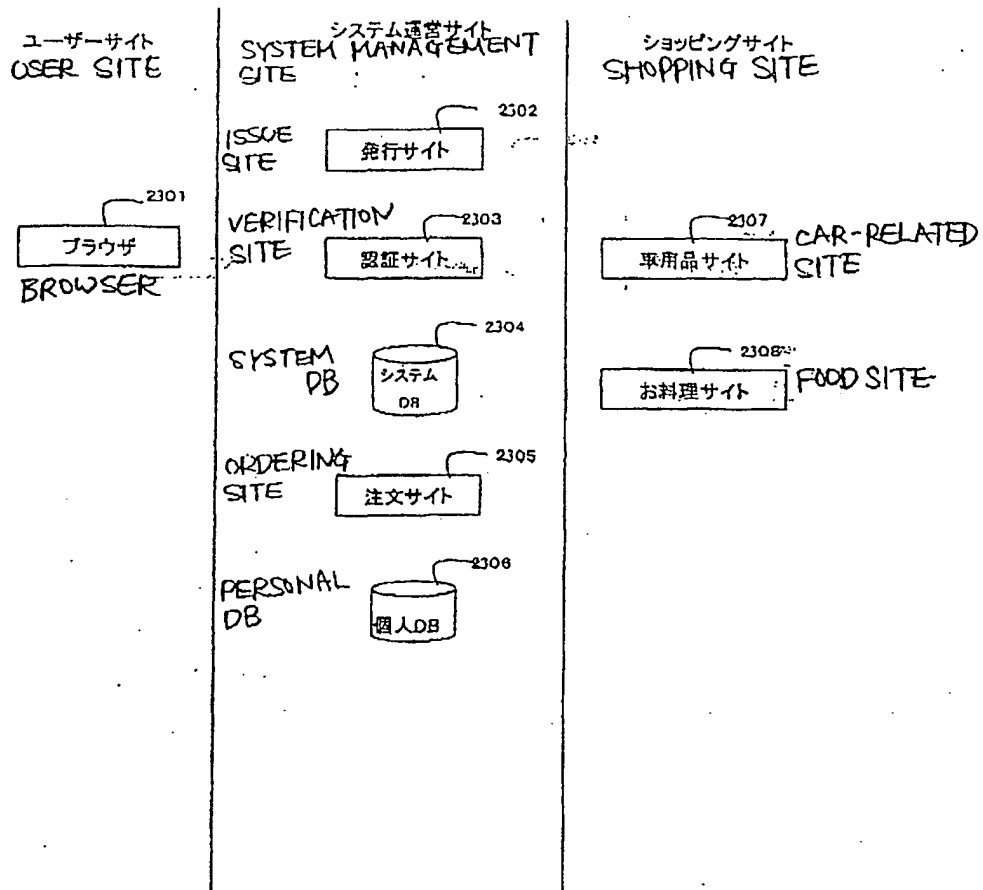 ユーザーサイト
OSER SITE
システム運営サイト
SYSTEM MANAGEMENT
SITE
ショッピングサイト
SHOPPING SITE
ISSUE
SITE
2302
発行サイト
2301
ブラウザ
BROWSER
VERIFICATION
SITE
2303
認証サイト
2307
車用品サイト
CAR-RELATED
SITE
SYSTEM
DB
2304
システム
DB
2308
お料理サイト
FOOD SITE
ORDERING
SITE
2305
注文サイト
PERSONAL
DB
2306
個人DB